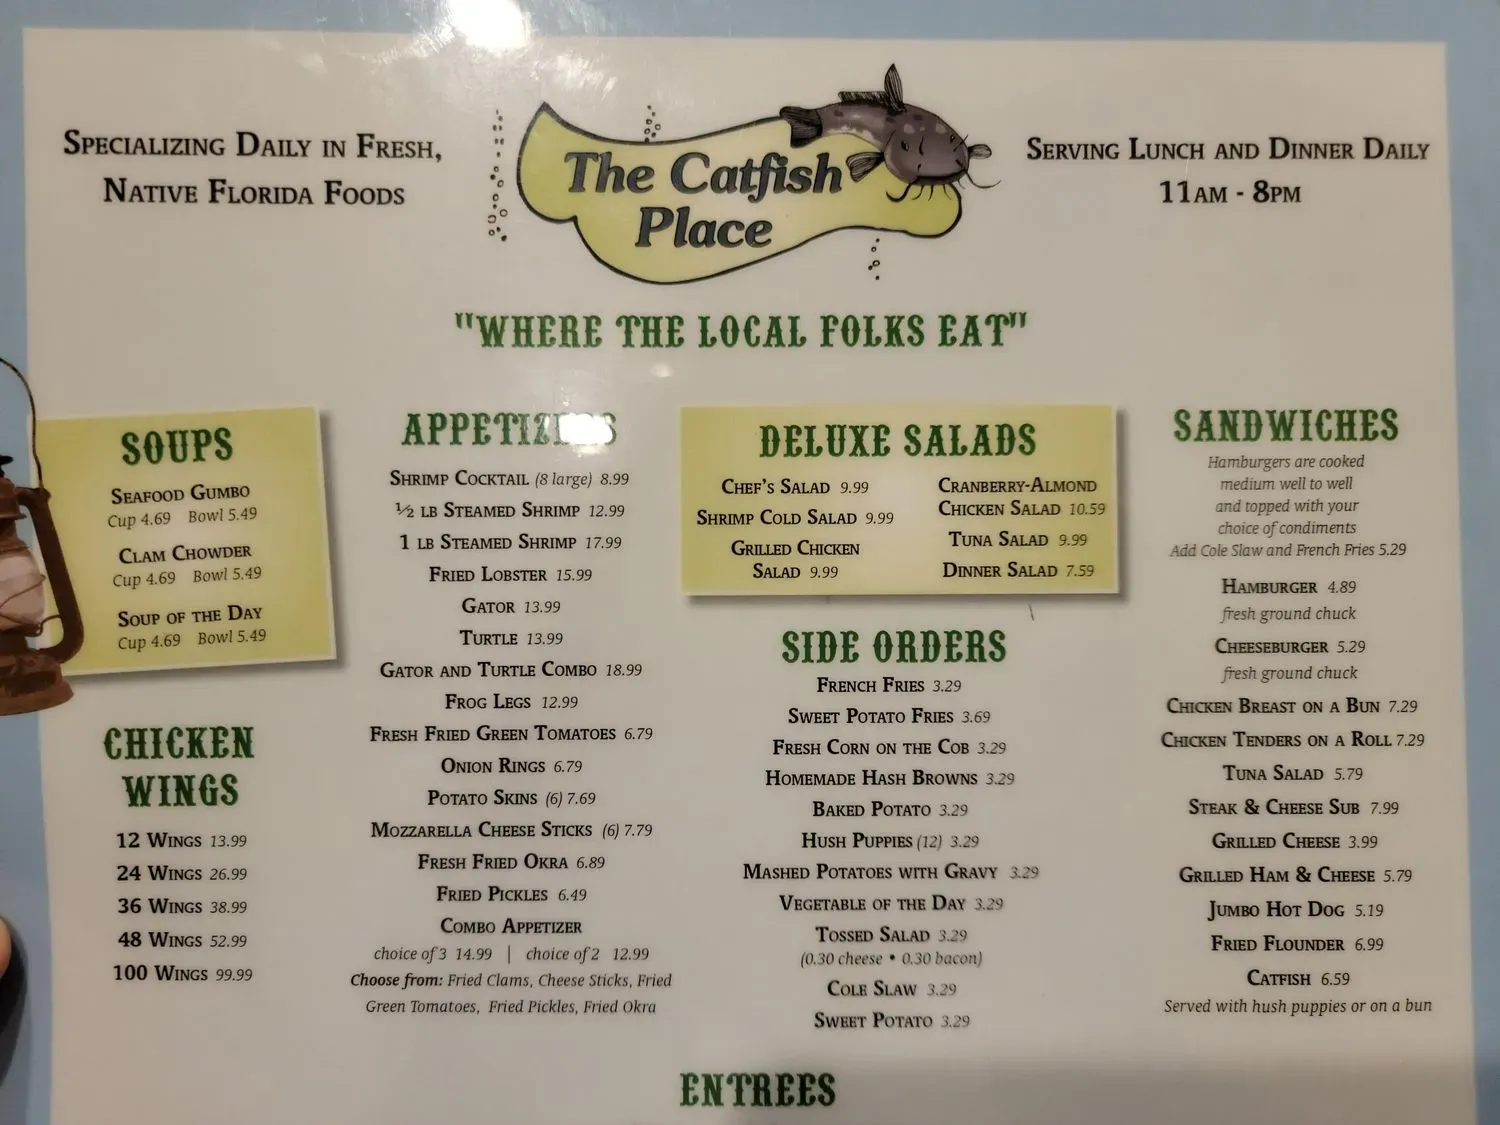 Specializing Daily in Fresh,
Native Florida Foods
The Catfish
Place
Serving Lunch and Dinner Daily
11am - 8pm
"WHERE THE LOCAL FOLKS EAT"
SOUPS
Seafood Gumbo
Cup 4.69 Bowl 5.49
Clam Chowder
Cup 4.69 Bowl 5.49
Soup of the Day
Cup 4.69 Bowl 5.49
CHICKEN
WINGS
12 Wings 13.99
24 Wings 26.99
36 Wings 38.99
48 Wings 52.99
100 Wings 99.99
APPETIZERS
Shrimp Cocktail (8 large) 8.99
½ lb Steamed Shrimp 12.99
1 lb Steamed Shrimp 17.99
Fried Lobster 15.99
Gator 13.99
Turtle 13.99
Gator and Turtle Combo 18.99
Frog Legs 12.99
Fresh Fried Green Tomatoes 6.79
Onion Rings 6.79
Potato Skins (6) 7.69
Mozzarella Cheese Sticks (6) 7.79
Fresh Fried Okra 6.89
Fried Pickles 6.49
Combo Appetizer
choice of 3 14.99 | choice of 2 12.99
Choose from: Fried Clams, Cheese Sticks, Fried
Green Tomatoes, Fried Pickles, Fried Okra
DELUXE SALADS
Chef's Salad 9.99
Shrimp Cold Salad 9.99
Grilled Chicken
Salad 9.99
Cranberry-Almond
Chicken Salad 10.59
Tuna Salad 9.99
Dinner Salad 7.59
SIDE ORDERS
French Fries 3.29
Sweet Potato Fries 3.69
Fresh Corn on the Cob 3.29
Homemade Hash Browns 3.29
Baked Potato 3.29
Hush Puppies (12) 3.29
Mashed Potatoes with Gravy 3.29
Vegetable of the Day 3.29
Tossed Salad 3.29
(0.30 cheese • 0.30 bacon)
Cole Slaw 3.29
Sweet Potato 3.29
SANDWICHES
Hamburgers are cooked
medium well to well
and topped with your
choice of condiments
Add Cole Slaw and French Fries 5.29
Hamburger 4.89
fresh ground chuck
Cheeseburger 5.29
fresh ground chuck
Chicken Breast on a Bun 7.29
Chicken Tenders on a Roll 7.29
Tuna Salad 5.79
Steak & Cheese Sub 7.99
Grilled Cheese 3.99
Grilled Ham & Cheese 5.79
Jumbo Hot Dog 5.19
Fried Flounder 6.99
Catfish 6.59
Served with hush puppies or on a bun
ENTREES